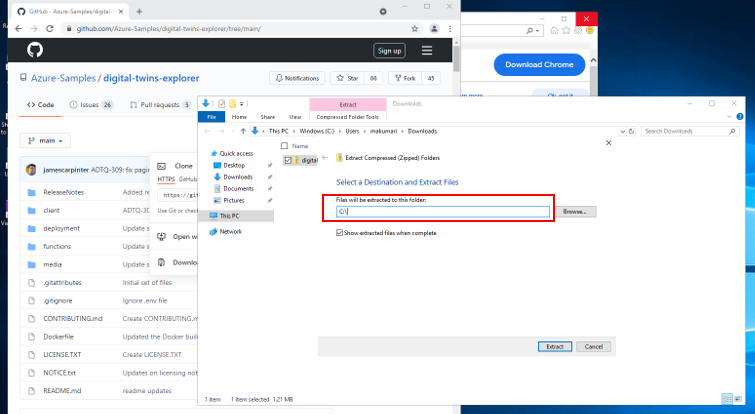 GitHub - Azure-Samples/digital-t
github.com/Azure-Samples/digital-twins-explorer/tree/main/
Sign up
Azure-Samples / digital-twins-explorer
Notifications
Star 66
Fork 45
Code
Issues 26
Pull requests 5
main
jamescarpinter ADTQ-309: fix pagin
Clone
HTTPS GitHub
https://git
Use Git or check
Open wi
Downloa
ReleaseNotes Added re
client ADTQ-30
deployment Update s
functions Update s
media Update s
.gitattributes Initial set of files
.gitignore Ignore .env file
CONTRIBUTING.md Create CONTRIBUTING.m
Dockerfile Updated the Docker buil
LICENSE.TXT Create LICENSE.TXT
NOTICE.txt Updates on licensing not
README.md readme updates
Download Chrome
Extract
Downloads
File Home Share View Compressed Folder Tools
This PC > Windows (C:) > Users > makumari > Downloads
Search Downloads
Quick access
Desktop
Downloads
Documents
Pictures
This PC
Network
Name
digital
Extract Compressed (Zipped) Folders
Select a Destination and Extract Files
Files will be extracted to this folder:
C:\
Browse...
Show extracted files when complete
Extract
Cancel
1 item 1 item selected 1.21 MB